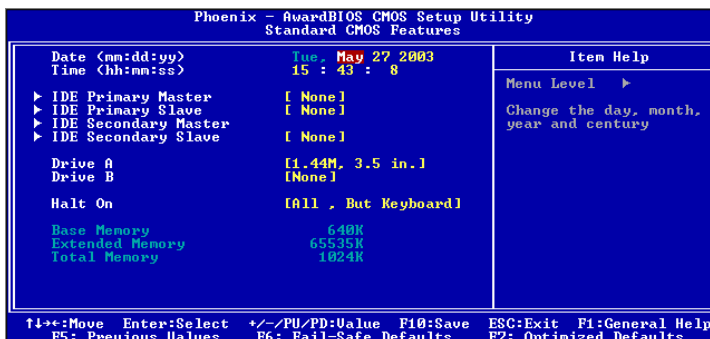 Phoenix - AwardBIOS CMOS Setup Utility
Standard CMOS Features
Date (mm:dd:yy) Tue, May 27 2003
Time (hh:mm:ss) 15 : 43 : 8
▶ IDE Primary Master [ None]
▶ IDE Primary Slave [ None]
▶ IDE Secondary Master
▶ IDE Secondary Slave [ None]
Drive A [1.44M, 3.5 in.]
Drive B [None]
Halt On [All , But Keyboard]
Base Memory 640K
Extended Memory 65535K
Total Memory 1024K
Item Help
Menu Level ▶
Change the day, month,
year and century
↑↓→←:Move Enter:Select +/-/PU/PD:Value F10:Save ESC:Exit F1:General Help
F5: Previous Values F6: Fail-Safe Defaults F7: Optimized Defaults